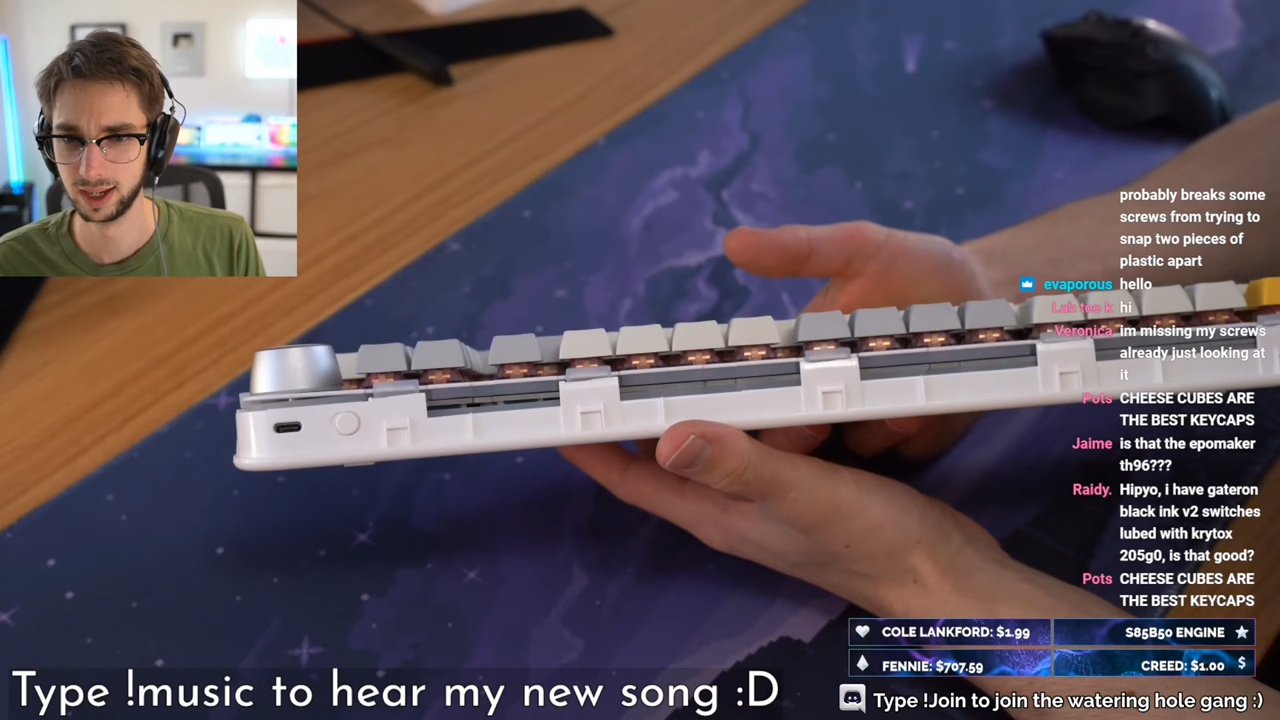 probably breaks some
screws from trying to
snap two pieces of
plastic apart
evaporous hello
Lah too k hi
Veronica im missing my screws
already just looking at
it
Pots CHEESE CUBES ARE
THE BEST KEYCAPS
Jaime is that the epomaker
th96???
Raidy. Hipyo, i have gateron
black ink v2 switches
lubed with krytox
205g0, is that good?
Pots CHEESE CUBES ARE
THE BEST KEYCAPS
COLE LANKFORD: $1.99
S85B50 ENGINE
FENNIE: $707.59
CREED: $1.00
$
Type !music to hear my new song :D
Type !Join to join the watering hole gang :)